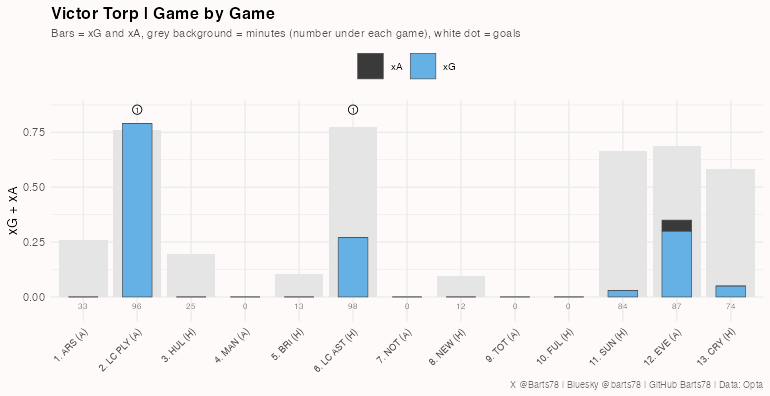 Victor Torp | Game by Game
Bars = xG and xA, grey background = minutes (number under each game), white dot = goals
xA xG
1 1
xG + xA
0.75
0.50
0.25
0.00
33 96 25 0 13 98 0 12 0 0 84 87 74
1. ARS (A)
2. LC PLY (A)
3. HUL (H)
4. MAN (A)
5. BRI (H)
6. LC AST (H)
7. NOT (A)
8. NEW (H)
9. TOT (A)
10. FUL (H)
11. SUN (H)
12. EVE (A)
13. CRY (H)
X @Barts78 | Bluesky @barts78 | GitHub Barts78 | Data: Opta